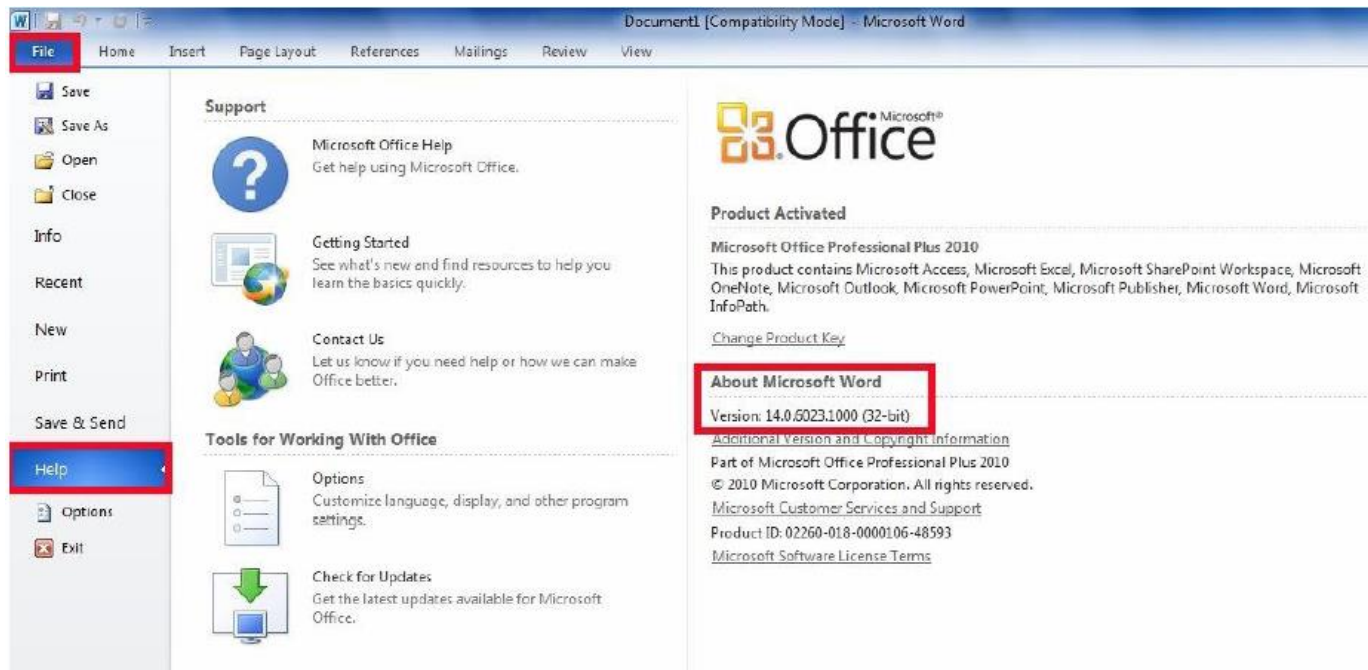 Document1 [Compatibility Mode] - Microsoft Word
File Home Insert Page Layout References Mailings Review View
Save
Save As
Open
Close
Info
Recent
New
Print
Save & Send
Help
Options
Exit
Support
Microsoft Office Help
Get help using Microsoft Office.
Getting Started
See what's new and find resources to help you
learn the basics quickly.
Contact Us
Let us know if you need help or how we can make
Office better.
Tools for Working With Office
Options
Customize language, display, and other program
settings.
Check for Updates
Get the latest updates available for Microsoft
Office.
Microsoft®
Office
Product Activated
Microsoft Office Professional Plus 2010
This product contains Microsoft Access, Microsoft Excel, Microsoft SharePoint Workspace, Microsoft
OneNote, Microsoft Outlook, Microsoft PowerPoint, Microsoft Publisher, Microsoft Word, Microsoft
InfoPath.
Change Product Key
About Microsoft Word
Version: 14.0.6023.1000 (32-bit)
Additional Version and Copyright Information
Part of Microsoft Office Professional Plus 2010
© 2010 Microsoft Corporation. All rights reserved.
Microsoft Customer Services and Support
Product ID: 02260-018-0000106-48593
Microsoft Software License Terms